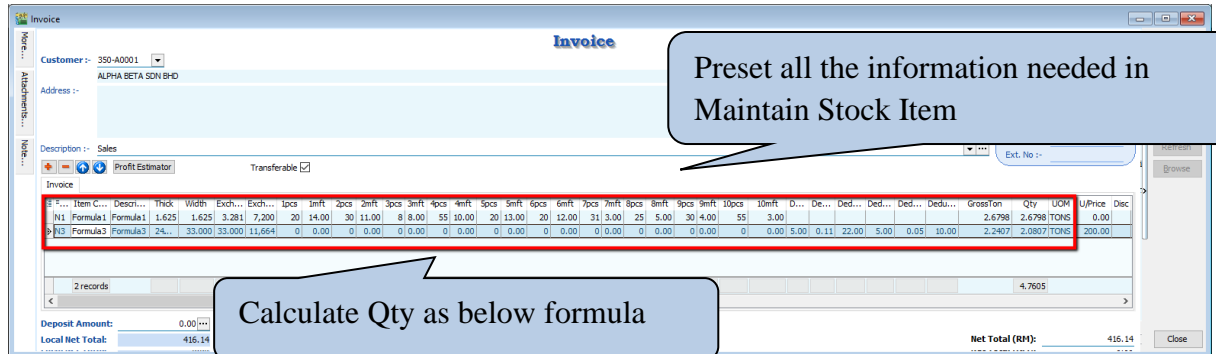 Invoice
Invoice
More...
Attachments...
Note...
Customer :- 350-A0001
ALPHA BETA SDN BHD
Address :-
Preset all the information needed in
Maintain Stock Item
Description :- Sales
Ext. No :-
Refresh
Browse
Profit Estimator Transferable
Invoice
Item C... Descri... Thick Width Exch... Exch... 1pcs 1mft 2pcs 2mft 3pcs 3mft 4pcs 4mft 5pcs 5mft 6pcs 6mft 7pcs 7mft 8pcs 8mft 9pcs 9mft 10pcs 10mft D... De... Ded... Ded... Ded... Dedu... GrossTon Qty UOM U/Price Disc
N1 Formula1 Formula1 1.625 1.625 3.281 7,200 20 14.00 30 11.00 8 8.00 55 10.00 20 13.00 20 12.00 31 3.00 25 5.00 30 4.00 55 3.00 2.6798 2.6798 TONS 0.00
N3 Formula3 Formula3 24... 33.000 33.000 11,664 0 0.00 0 0.00 0 0.00 0 0.00 0 0.00 0 0.00 0 0.00 0 0.00 0 0.00 0 0.00 5.00 0.11 22.00 5.00 0.05 10.00 2.2407 2.0807 TONS 200.00
2 records 4.7605
Calculate Qty as below formula
Deposit Amount: 0.00
Local Net Total: 416.14
Net Total (RM): 416.14
Close